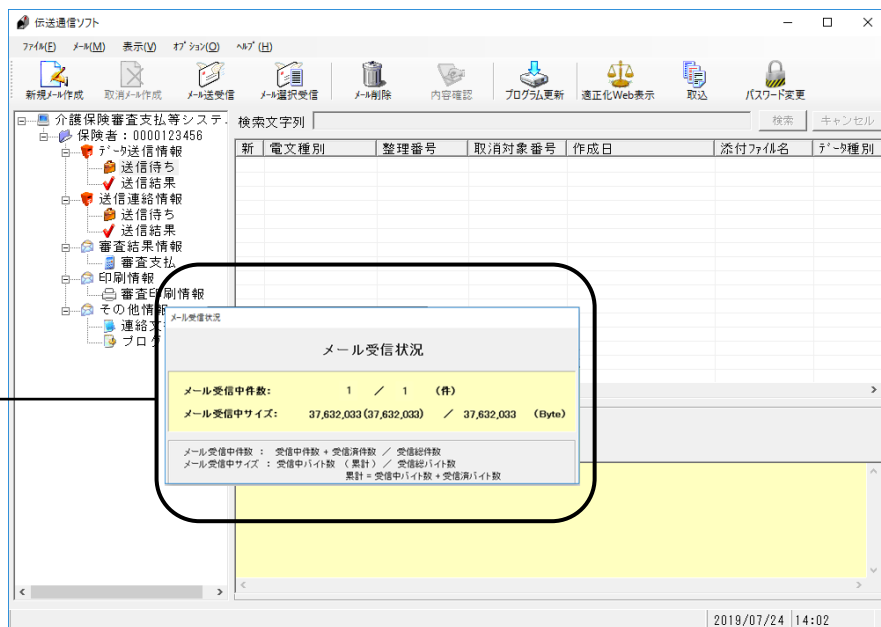 伝送通信ソフト
ﾌｧｲﾙ(F) ﾒｰﾙ(M) 表示(V) ｵﾌﾟｼｮﾝ(O) ﾍﾙﾌﾟ(H)
新規ﾒｰﾙ作成 取消ﾒｰﾙ作成 ﾒｰﾙ送受信 ﾒｰﾙ選択受信 ﾒｰﾙ削除 内容確認 プログラム更新 適正化Web表示 取込 パスワード変更
介護保険審査支払等システ
検索文字列 検索 キャンセル
保険者：0000123456
新 電文種別 整理番号 取消対象番号 作成日 添付ﾌｧｲﾙ名 ﾃﾞｰﾀ種別
ﾃﾞｰﾀ送信情報
送信待ち
送信結果
送信連絡情報
送信待ち
送信結果
審査結果情報
審査支払
印刷情報
審査印刷情報
その他情報
連絡文
プログ
メール受信状況
メール受信状況
メール受信中件数： 1 ／ 1 (件)
メール受信中サイズ： 37,632,033(37,632,033) ／ 37,632,033 (Byte)
メール受信中件数 ： 受信中件数 + 受信済件数 ／ 受信総件数
メール受信中サイズ ： 受信中バイト数 （累計） ／ 受信総バイト数
累計 = 受信中バイト数 + 受信済バイト数
2019/07/24 14:02